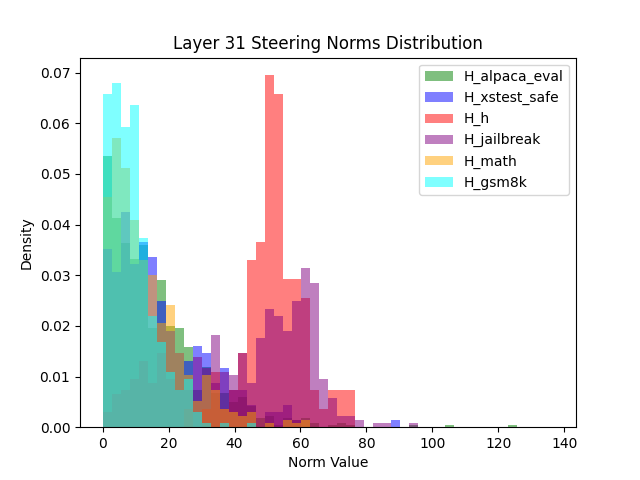 Layer 31 Steering Norms Distribution
Density
0.07
0.06
0.05
0.04
0.03
0.02
0.01
0.00
H_alpaca_eval
H_xstest_safe
H_h
H_jailbreak
H_math
H_gsm8k
0 20 40 60 80 100 120 140
Norm Value